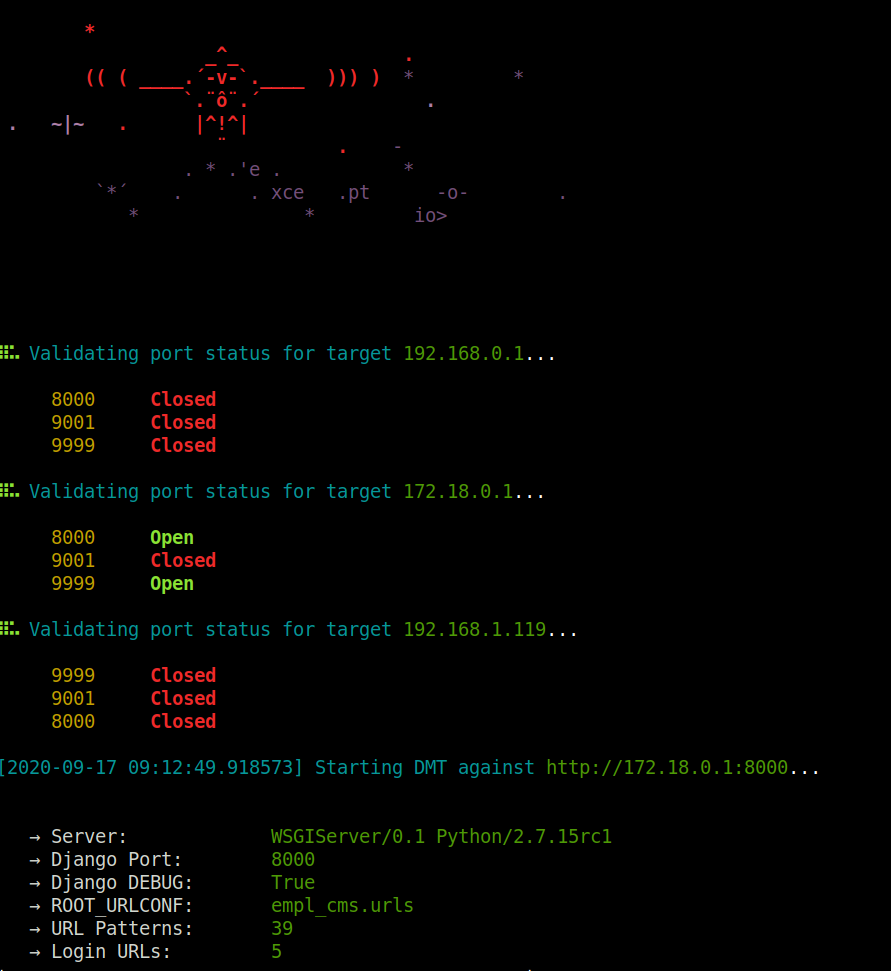 *
_^_ .
(( ( ____.´-v-`.____ ))) ) * *
`.¨ô¨.´ .
. ~|~ . |^!^|
¨ . -
. * .'e . *
`*´ . . xce .pt -o- .
* * io>
Validating port status for target 192.168.0.1...
8000 Closed
9001 Closed
9999 Closed
Validating port status for target 172.18.0.1...
8000 Open
9001 Closed
9999 Open
Validating port status for target 192.168.1.119...
9999 Closed
9001 Closed
8000 Closed
[2020-09-17 09:12:49.918573] Starting DMT against http://172.18.0.1:8000...
→ Server: WSGIServer/0.1 Python/2.7.15rc1
→ Django Port: 8000
→ Django DEBUG: True
→ ROOT_URLCONF: empl_cms.urls
→ URL Patterns: 39
→ Login URLs: 5